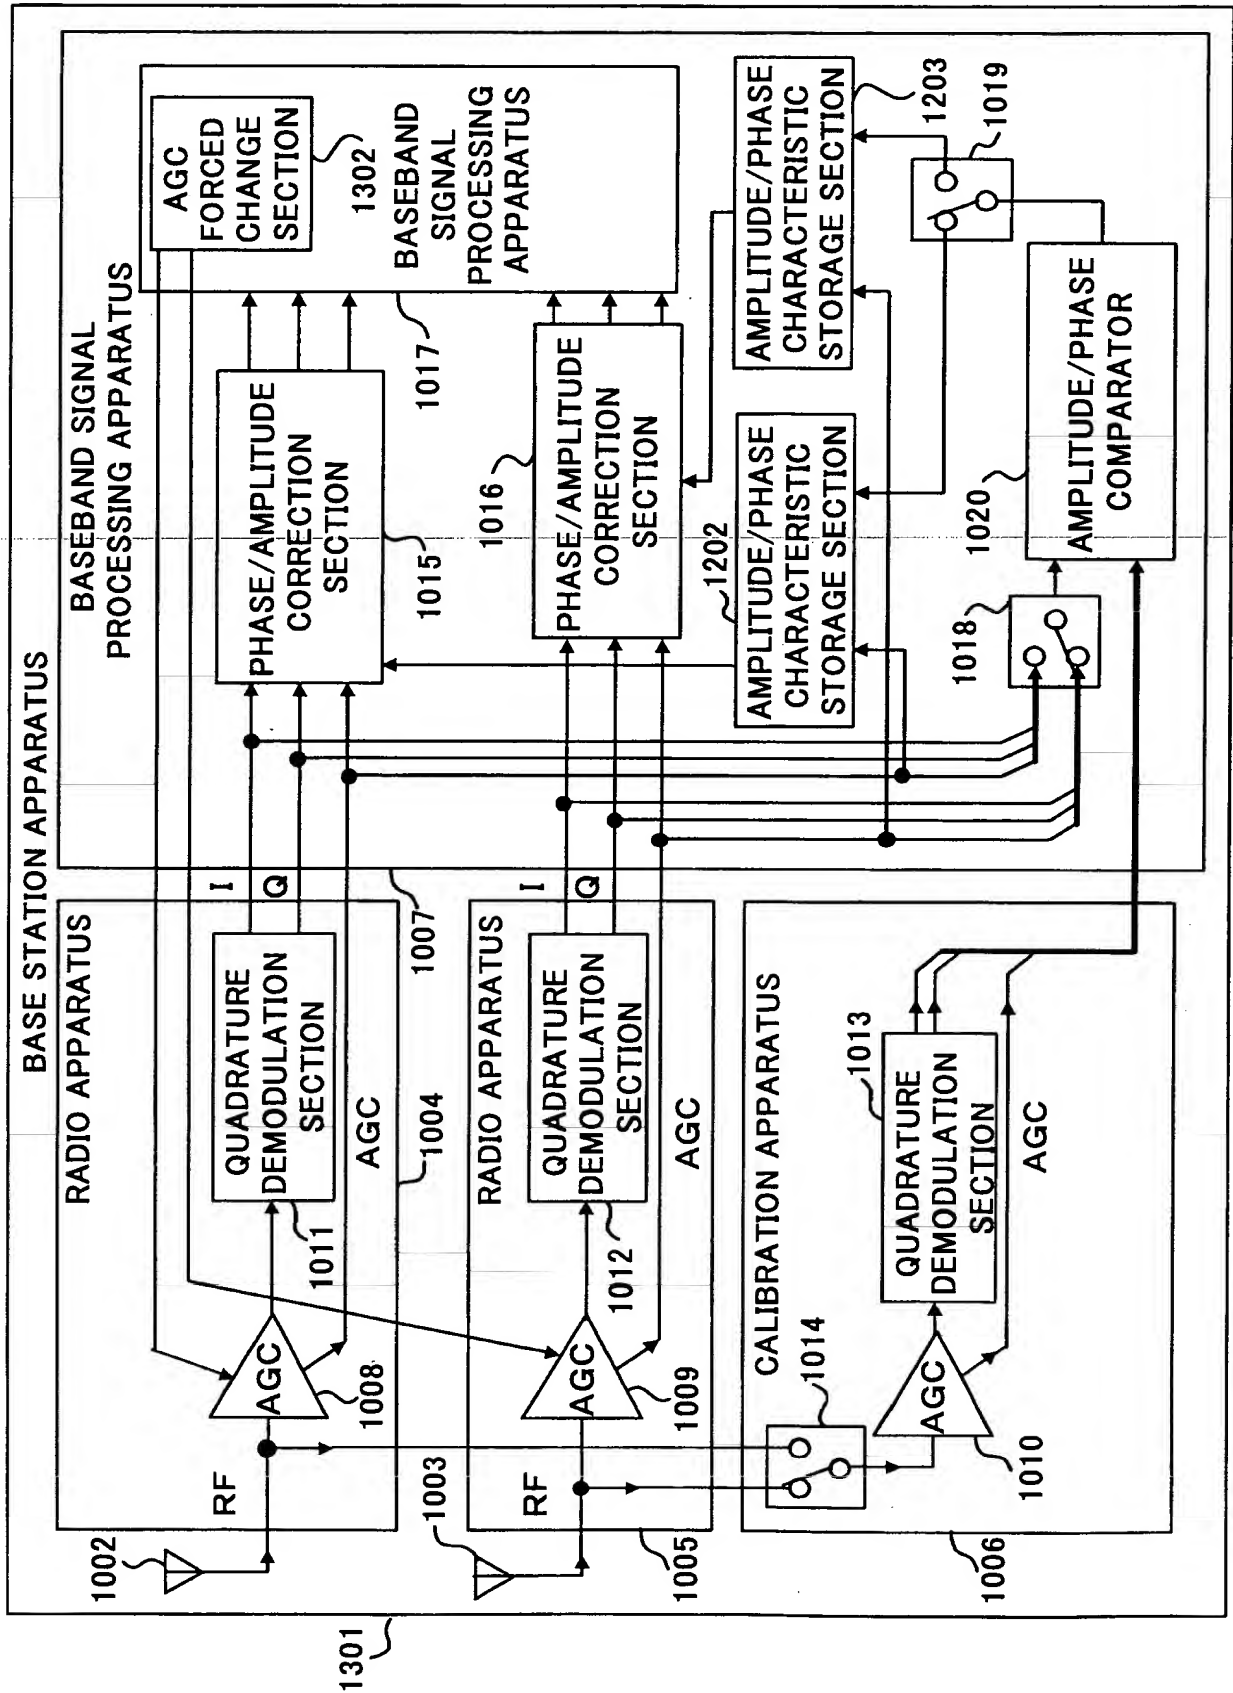 BASE STATION APPARATUS
1301
1002
1003
RADIO APPARATUS
RF
AGC
1008
QUADRATURE
DEMODULATION
SECTION
1011
I
Q
AGC
1004
RADIO APPARATUS
RF
AGC
1009
QUADRATURE
DEMODULATION
SECTION
1012
I
Q
AGC
1005
CALIBRATION APPARATUS
1014
AGC
1010
QUADRATURE
DEMODULATION
SECTION
1013
AGC
1006
BASEBAND SIGNAL
PROCESSING APPARATUS
1007
PHASE/AMPLITUDE
CORRECTION
SECTION
1015
PHASE/AMPLITUDE
CORRECTION
SECTION
1016
AGC
FORCED
CHANGE
SECTION
1302
BASEBAND
SIGNAL
PROCESSING
APPARATUS
1017
AMPLITUDE/PHASE
CHARACTERISTIC
STORAGE SECTION
1202
AMPLITUDE/PHASE
CHARACTERISTIC
STORAGE SECTION
1203
1018
1019
AMPLITUDE/PHASE
COMPARATOR
1020